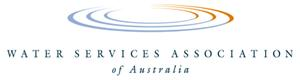 WATER SERVICES ASSOCIATION
of Australia